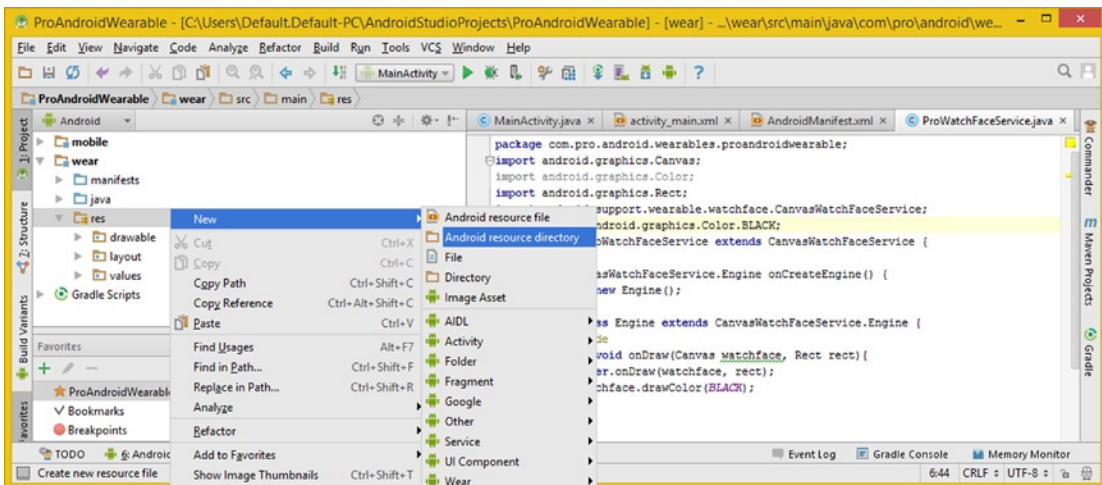 ProAndroidWearable - [C:\Users\Default.Default-PC\AndroidStudioProjects\ProAndroidWearable] - [wear] - ...\wear\src\main\java\com\pro\android\we...
File Edit View Navigate Code Analyze Refactor Build Run Tools VCS Window Help
MainActivity
ProAndroidWearable wear src main res
1: Project
2: Structure
Build Variants
Favorites
Android
mobile
wear
manifests
java
res
drawable
layout
values
Gradle Scripts
Favorites
ProAndroidWearabl
Bookmarks
Breakpoints
New
Cut Ctrl+X
Copy Ctrl+C
Copy Path Ctrl+Shift+C
Copy Reference Ctrl+Alt+Shift+C
Paste Ctrl+V
Find Usages Alt+F7
Find in Path... Ctrl+Shift+F
Replace in Path... Ctrl+Shift+R
Analyze
Refactor
Add to Favorites
Show Image Thumbnails Ctrl+Shift+T
Android resource file
Android resource directory
File
Directory
Image Asset
AIDL
Activity
Folder
Fragment
Google
Other
Service
UI Component
Wear
MainActivity.java activity_main.xml AndroidManifest.xml ProWatchFaceService.java
package com.pro.android.wearables.proandroidwearable;
import android.graphics.Canvas;
import android.graphics.Color;
import android.graphics.Rect;
support.wearable.watchface.CanvasWatchFaceService;
ndroid.graphics.Color.BLACK;
oWatchFaceService extends CanvasWatchFaceService {
asWatchFaceService.Engine onCreateEngine() {
new Engine();
ss Engine extends CanvasWatchFaceService.Engine {
de
void onDraw(Canvas watchface, Rect rect){
er.onDraw(watchface, rect);
chface.drawColor(BLACK);
Commander
m Maven Projects
Gradle
TODO 6: Android Event Log Gradle Console Memory Monitor
Create new resource file 6:44 CRLF UTF-8